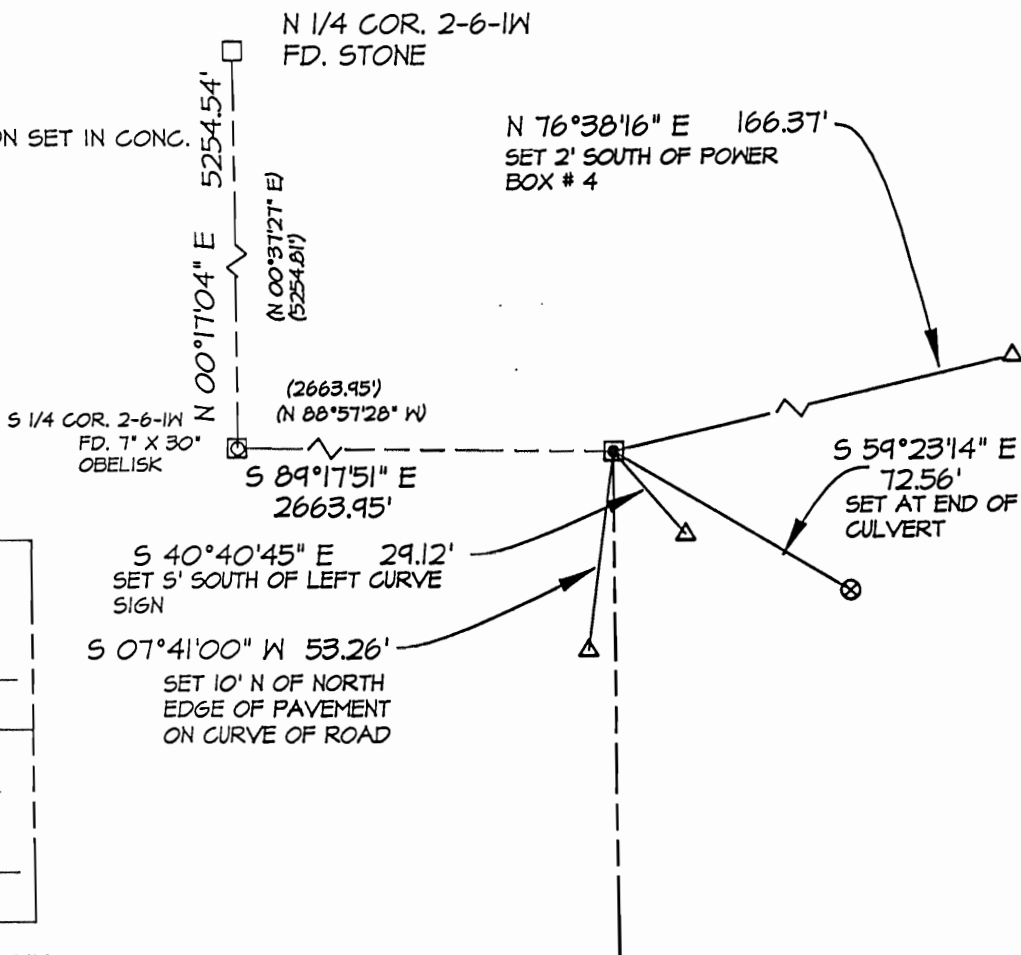 N 1/4 COR. 2-6-1W
FD. STONE
ON SET IN CONC.
N 00°17'04" E 5254.54'
(N 00°37'27" E)
(5254.81')
N 76°38'16" E 166.37'
SET 2' SOUTH OF POWER
BOX # 4
(2663.95')
(N 88°57'28" W)
S 1/4 COR. 2-6-1W
FD. 7" X 30"
OBELISK
S 89°17'51" E
2663.95'
S 59°23'14" E
72.56'
SET AT END OF
CULVERT
S 40°40'45" E 29.12'
SET 5' SOUTH OF LEFT CURVE
SIGN
S 07°41'00" W 53.26'
SET 10' N OF NORTH
EDGE OF PAVEMENT
ON CURVE OF ROAD